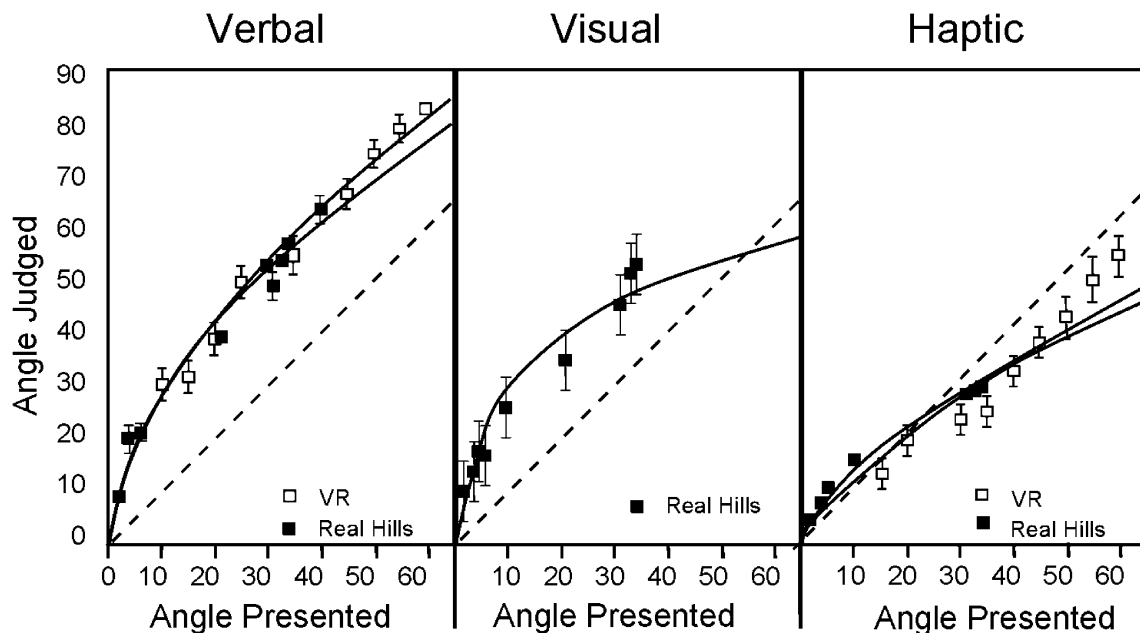 Verbal
Visual
Haptic
Angle Judged
90
80
70
60
50
40
30
20
10
0
VR
Real Hills
Real Hills
VR
Real Hills
0 10 20 30 40 50 60
10 20 30 40 50 60
10 20 30 40 50 60
Angle Presented
Angle Presented
Angle Presented